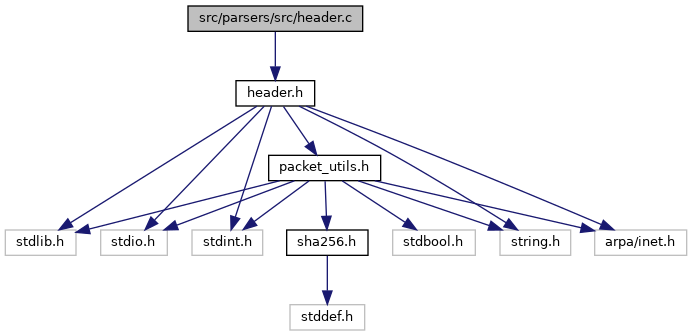 src/parsers/src/header.c
header.h
packet_utils.h
stdlib.h
stdio.h
stdint.h
sha256.h
stdbool.h
string.h
arpa/inet.h
stddef.h